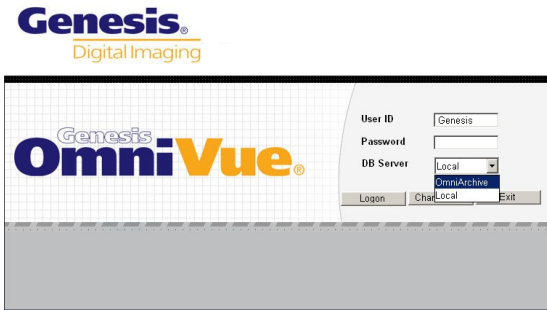 Genesis®
Digital Imaging
Genesis
OmniVue®
User ID Genesis
Password
DB Server Local
OmniArchive
Local
Logon Exit